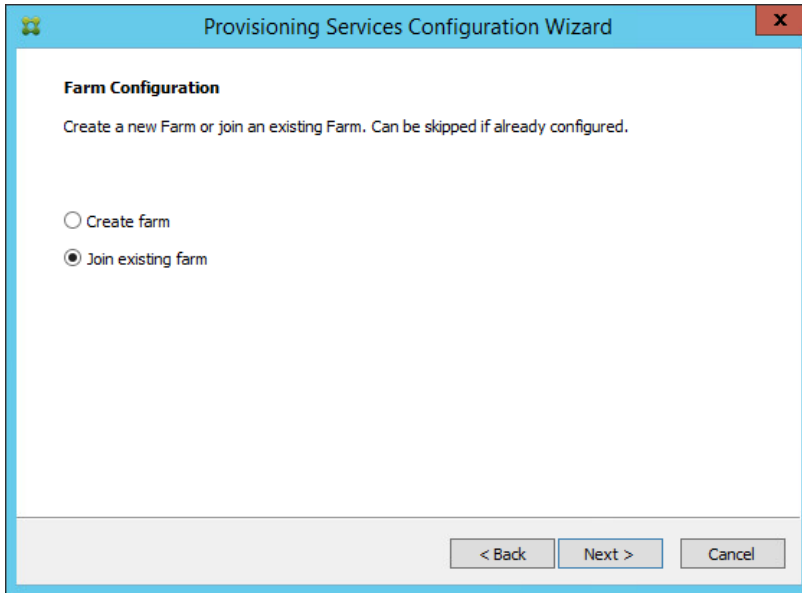 Provisioning Services Configuration Wizard
x
Farm Configuration
Create a new Farm or join an existing Farm. Can be skipped if already configured.
Create farm
Join existing farm
< Back
Next >
Cancel